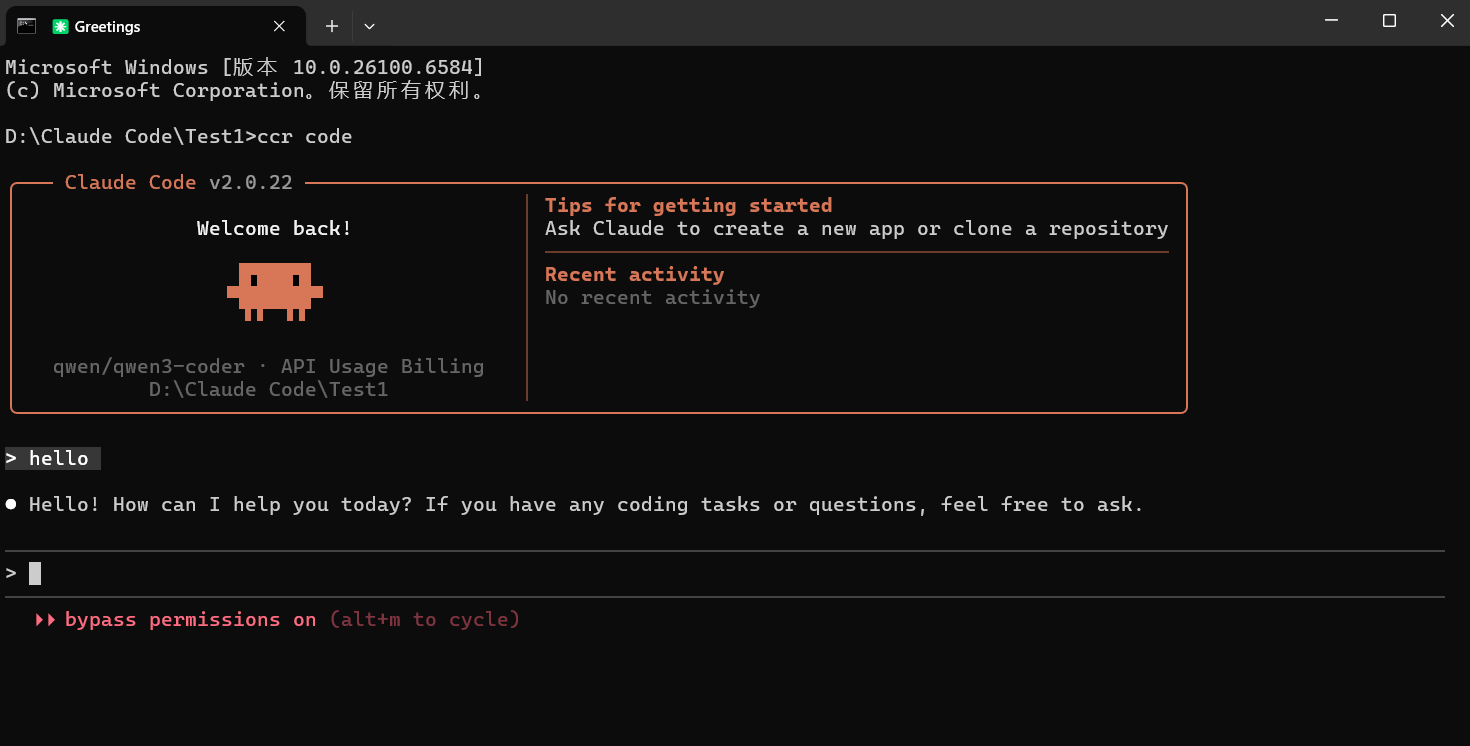 Greetings
Microsoft Windows [版本 10.0.26100.6584]
(c) Microsoft Corporation。保留所有权利。
D:\Claude Code\Test1>ccr code
Claude Code v2.0.22
Welcome back!
qwen/qwen3-coder · API Usage Billing
D:\Claude Code\Test1
Tips for getting started
Ask Claude to create a new app or clone a repository
Recent activity
No recent activity
> hello
● Hello! How can I help you today? If you have any coding tasks or questions, feel free to ask.
>
⏵⏵ bypass permissions on (alt+m to cycle)